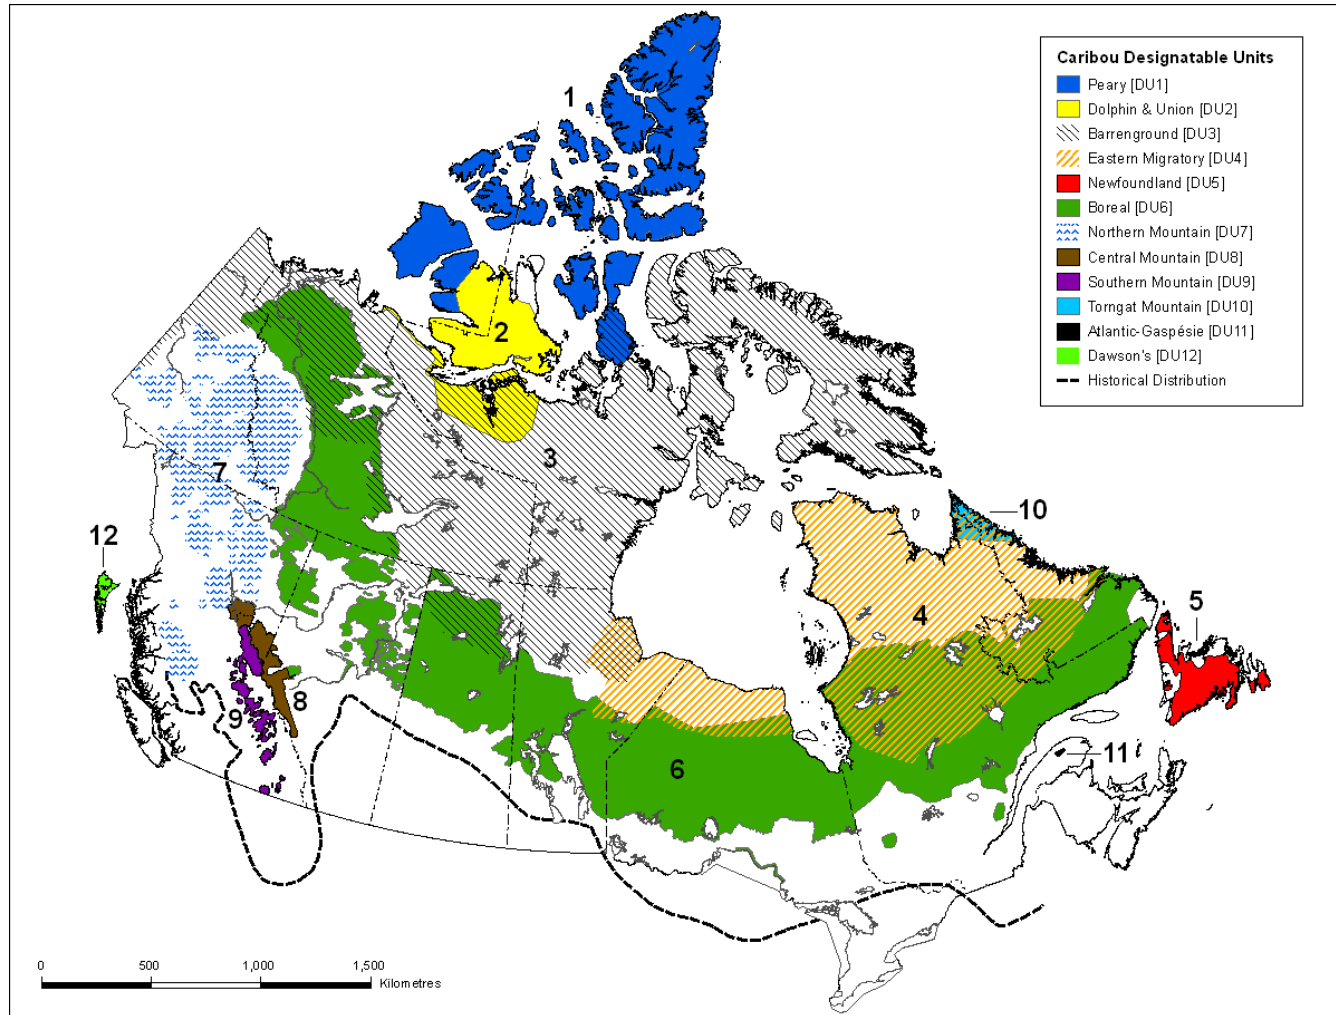 Caribou Designatable Units
Peary [DU1]
Dolphin & Union [DU2]
Barrenground [DU3]
Eastern Migratory [DU4]
Newfoundland [DU5]
Boreal [DU6]
Northern Mountain [DU7]
Central Mountain [DU8]
Southern Mountain [DU9]
Torngat Mountain [DU10]
Atlantic-Gaspésie [DU11]
Dawson's [DU12]
Historical Distribution
1
2
3
7
10
12
5
4
8
9
11
6
0 500 1,000 1,500
Kilometres